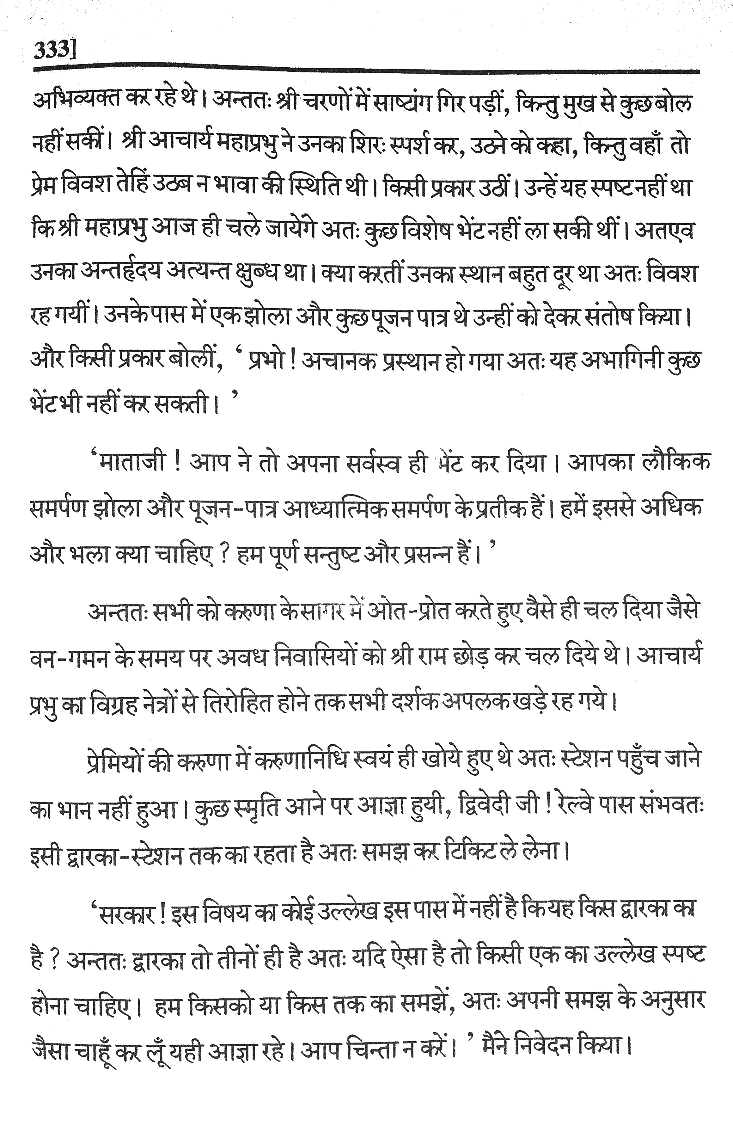 333]
अभिव्यक्त कर रहे थे। अन्ततः श्री चरणों में साष्यंग गिर पड़ीं, किन्तु मुख से कुछ बोल
नहीं सकीं। श्री आचार्य महाप्रभु ने उनका शिरः स्पर्श कर, उठने को कहा, किन्तु वहाँ तो
प्रेम विवश तेहिं उठब न भावा की स्थिति थी। किसी प्रकार उठीं। उन्हें यह स्पष्ट नहीं था
कि श्री महाप्रभु आज ही चले जायेंगे अतः कुछ विशेष भेंट नहीं ला सकी थीं। अतएव
उनका अन्तर्हृदय अत्यन्त क्षुब्ध था। क्या करतीं उनका स्थान बहुत दूर था अतः विवश
रह गयीं। उनके पास में एक झोला और कुछ पूजन पात्र थे उन्हीं को देकर संतोष किया।
और किसी प्रकार बोलीं, ‘ प्रभो ! अचानक प्रस्थान हो गया अतः यह अभागिनी कुछ
भेंट भी नहीं कर सकती। ’
‘माताजी ! आप ने तो अपना सर्वस्व ही भेंट कर दिया। आपका लौकिक
समर्पण झोला और पूजन-पात्र आध्यात्मिक समर्पण के प्रतीक हैं। हमें इससे अधिक
और भला क्या चाहिए ? हम पूर्ण सन्तुष्ट और प्रसन्न हैं। ’
अन्ततः सभी को करुणा के सागर में ओत-प्रोत करते हुए वैसे ही चल दिया जैसे
वन-गमन के समय पर अवध निवासियों को श्री राम छोड़ कर चल दिये थे। आचार्य
प्रभु का विग्रह नेत्रों से तिरोहित होने तक सभी दर्शक अपलक खड़े रह गये।
प्रेमियों की करुणा में करुणानिधि स्वयं ही खोये हुए थे अतः स्टेशन पहुँच जाने
का भान नहीं हुआ। कुछ स्मृति आने पर आज्ञा हुयी, द्विवेदी जी ! रेल्वे पास संभवतः
इसी द्वारका-स्टेशन तक का रहता है अतः समझ कर टिकिट ले लेना।
‘सरकार ! इस विषय का कोई उल्लेख इस पास में नहीं है कि यह किस द्वारका का
है ? अन्ततः द्वारका तो तीनों ही है अतः यदि ऐसा है तो किसी एक का उल्लेख स्पष्ट
होना चाहिए। हम किसको या किस तक का समझें, अतः अपनी समझ के अनुसार
जैसा चाहूँ कर लूँ यही आज्ञा रहे। आप चिन्ता न करें। ’ मैंने निवेदन किया।